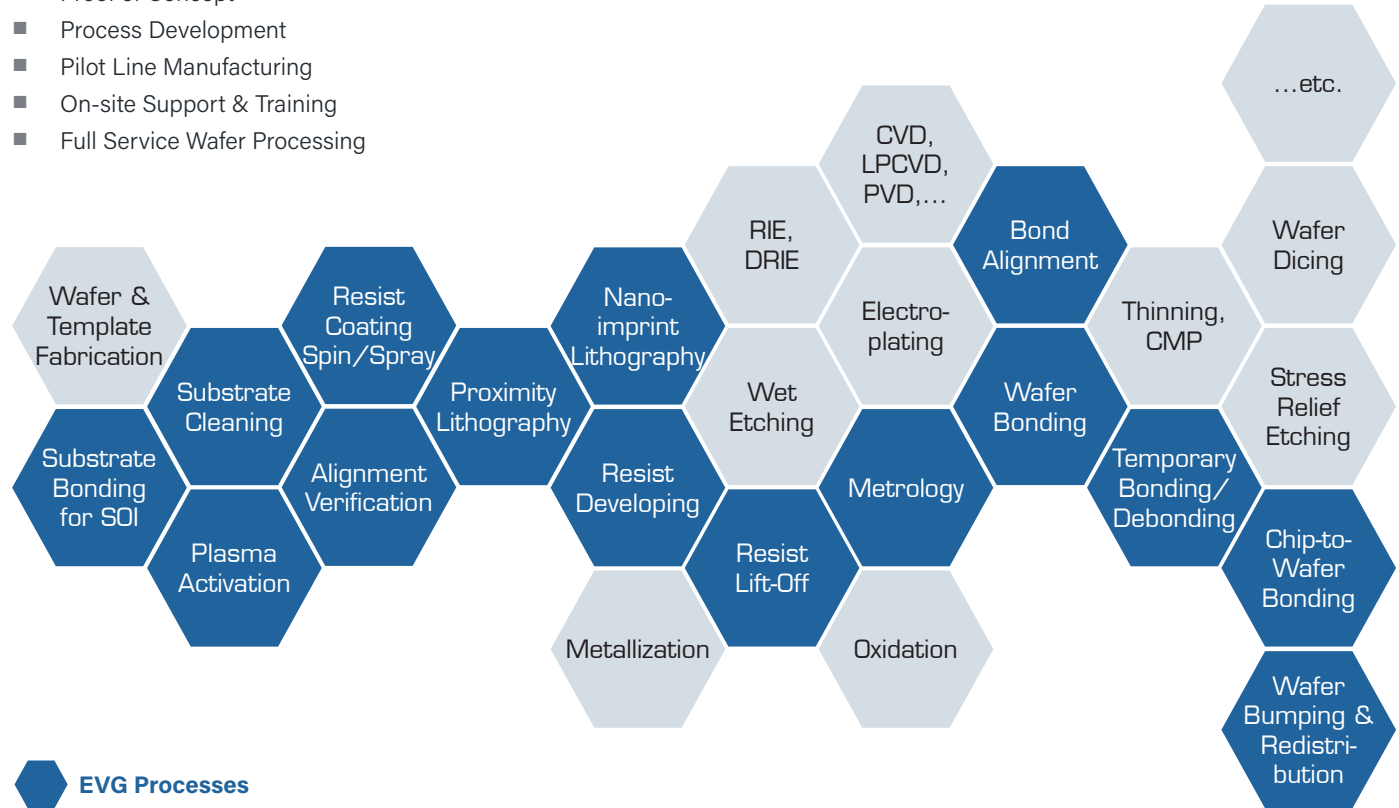 Proof of Concept
Process Development
Pilot Line Manufacturing
On-site Support & Training
Full Service Wafer Processing
...etc.
CVD,
LPCVD,
PVD,...
RIE,
DRIE
Bond
Alignment
Wafer
Dicing
Wafer &
Template
Fabrication
Resist
Coating
Spin/Spray
Nano-
imprint
Lithography
Electro-
plating
Thinning,
CMP
Substrate
Cleaning
Proximity
Lithography
Wet
Etching
Wafer
Bonding
Stress
Relief
Etching
Substrate
Bonding
for SOI
Alignment
Verification
Resist
Developing
Metrology
Temporary
Bonding/
Debonding
Plasma
Activation
Resist
Lift-Off
Chip-to-
Wafer
Bonding
Metallization
Oxidation
Wafer
Bumping &
Redistri-
bution
EVG Processes